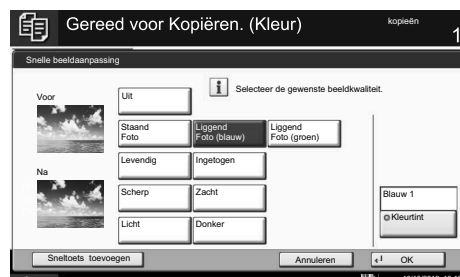 Gereed voor Kopiëren. (Kleur)
kopieën
1
Snelle beeldaanpassing
Voor
Na
Uit
Selecteer de gewenste beeldkwaliteit.
Staand
Foto
Liggend
Foto (blauw)
Liggend
Foto (groen)
Levendig
Ingetogen
Scherp
Zacht
Licht
Donker
Blauw 1
Kleurtint
Sneltoets toevoegen
Annuleren
OK